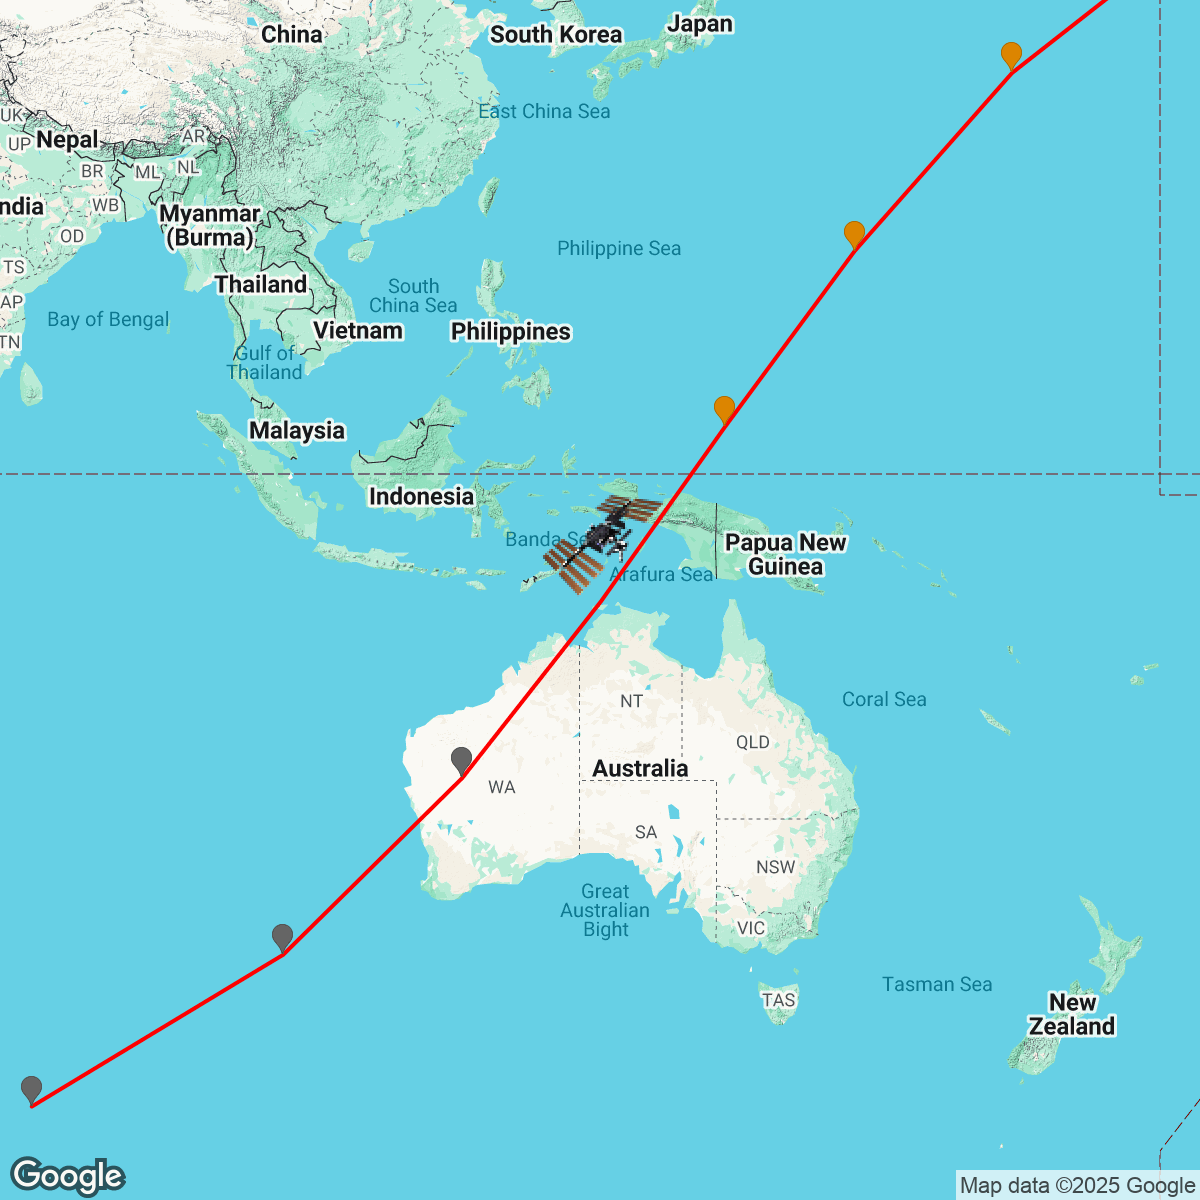 China
South Korea
Japan
East China Sea
UK
Nepal
UP
AR
BR
ML
NL
WB
ndia
Myanmar
(Burma)
OD
Philippine Sea
TS
Thailand
South
China Sea
AP
Bay of Bengal
Vietnam
Philippines
TN
Gulf of
Thailand
Malaysia
Indonesia
Banda Se
Papua New
Guinea
Arafura Sea
NT
Coral Sea
QLD
Australia
WA
SA
NSW
Great
Australian
Bight
VIC
Tasman Sea
TAS
New
Zealand
Google
Map data ©2025 Google